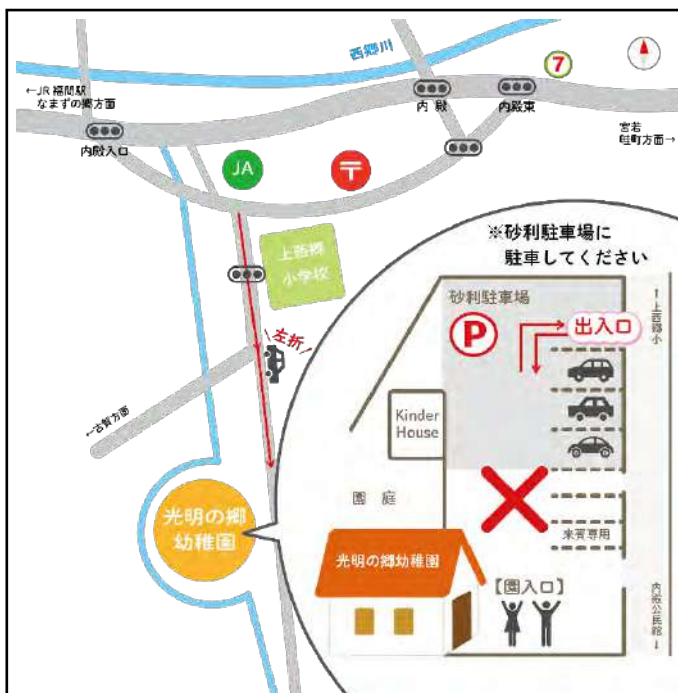 西郷川
7
←JR 福間駅
なまずの郷方面
内 殿
内殿東
宮若
畦町方面→
内殿入口
JA
〒
上西郷
小学校
\左折/
←古賀方面
光明の郷
幼稚園
※砂利駐車場に
駐車してください
砂利駐車場
P
出入口
←上西郷小
Kinder
House
園 庭
来賓専用
光明の郷幼稚園
【園入口】
内殿公民館→